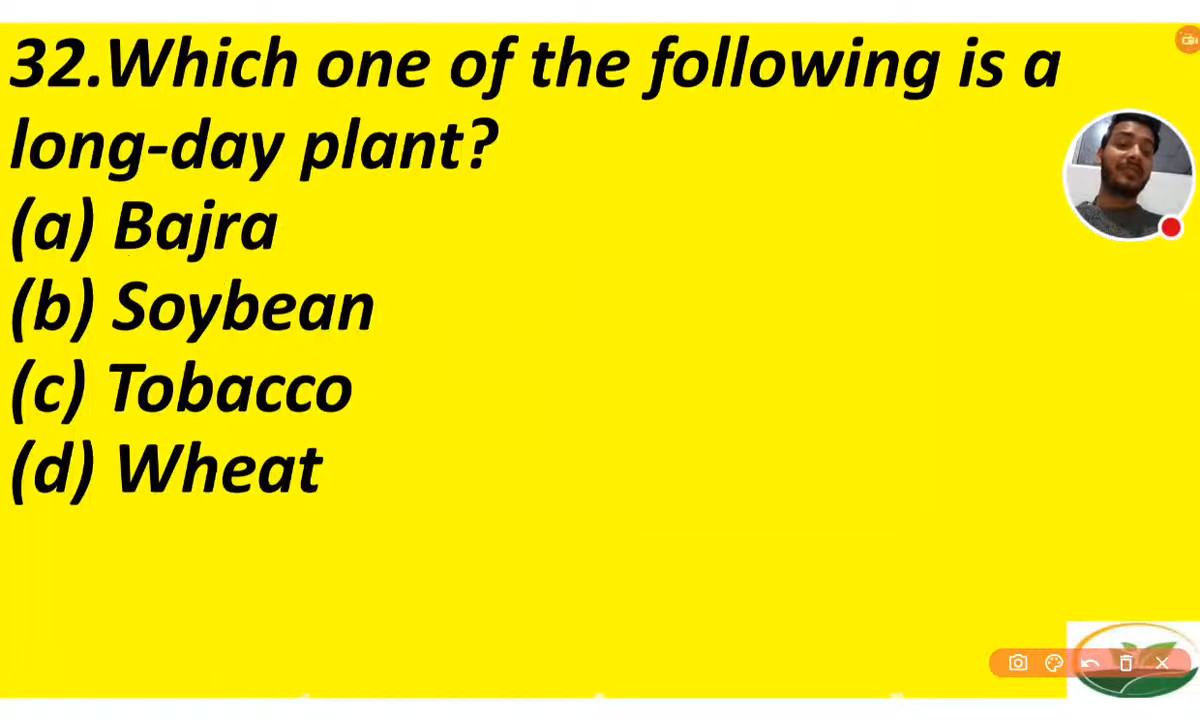 32.Which one of the following is a
long-day plant?
(a) Bajra
(b) Soybean
(c) Tobacco
(d) Wheat